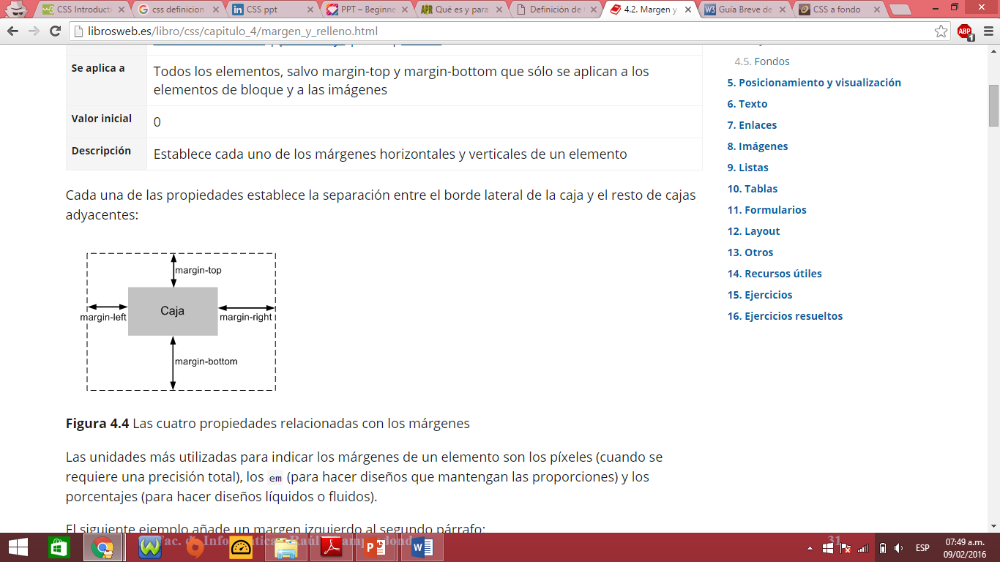 CSS Introducti
css definicion
CSS ppt
PPT – Beginne
Qué es y para
Definición de
4.2. Margen y
Guía Breve de
CSS a fondo
librosweb.es/libro/css/capitulo_4/margen_y_relleno.html
ABP
1
Se aplica a
Todos los elementos, salvo margin-top y margin-bottom que sólo se aplican a los
elementos de bloque y a las imágenes
Valor inicial
0
Descripción
Establece cada uno de los márgenes horizontales y verticales de un elemento
Cada una de las propiedades establece la separación entre el borde lateral de la caja y el resto de cajas
adyacentes:
margin-top
Caja
margin-left
margin-right
margin-bottom
Figura 4.4 Las cuatro propiedades relacionadas con los márgenes
Las unidades más utilizadas para indicar los márgenes de un elemento son los píxeles (cuando se
requiere una precisión total), los em (para hacer diseños que mantengan las proporciones) y los
porcentajes (para hacer diseños líquidos o fluidos).
El siguiente ejemplo añade un margen izquierdo al segundo párrafo:
4.5. Fondos
5. Posicionamiento y visualización
6. Texto
7. Enlaces
8. Imágenes
9. Listas
10. Tablas
11. Formularios
12. Layout
13. Otros
14. Recursos útiles
15. Ejercicios
16. Ejercicios resueltos
31
ESP
07:49 a.m.
09/02/2016